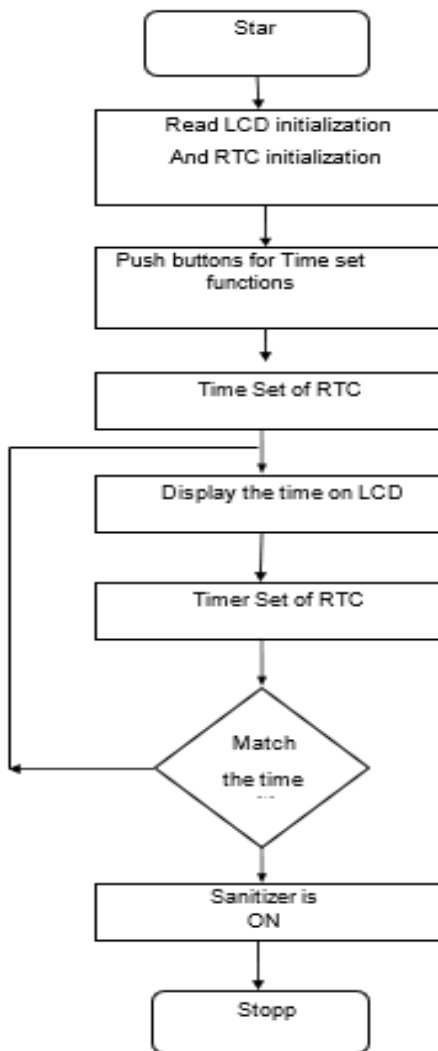 Star
Read LCD initialization
And RTC initialization
Push buttons for Time set
functions
Time Set of RTC
Display the time on LCD
Timer Set of RTC
Match
the time
Sanitizer is
ON
Stopp